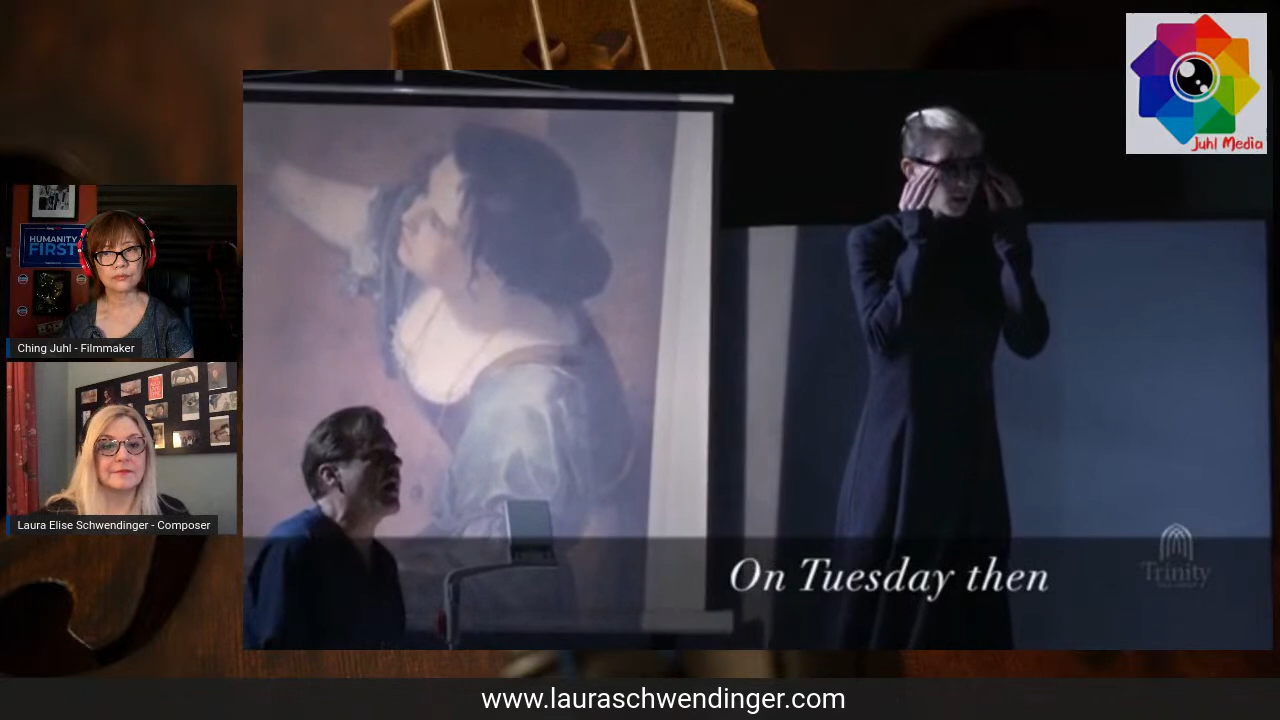 Juhl Media
HUMANITY
FIRST
Ching Juhl - Filmmaker
Laura Elise Schwendinger - Composer
On Tuesday then
Trinity
www.lauraschwendinger.com